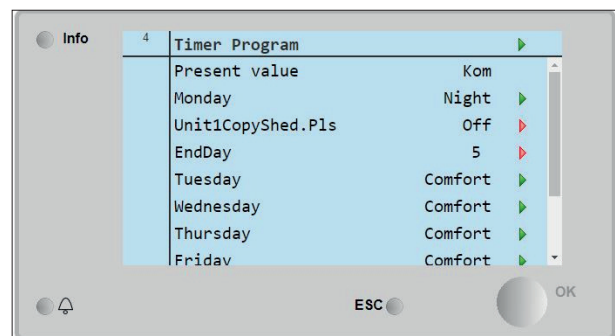 Info
4 Timer Program
Present value Kom
Monday Night
Unit1CopyShed.Pls Off
EndDay 5
Tuesday Comfort
Wednesday Comfort
Thursday Comfort
Friday Comfort
ESC
OK